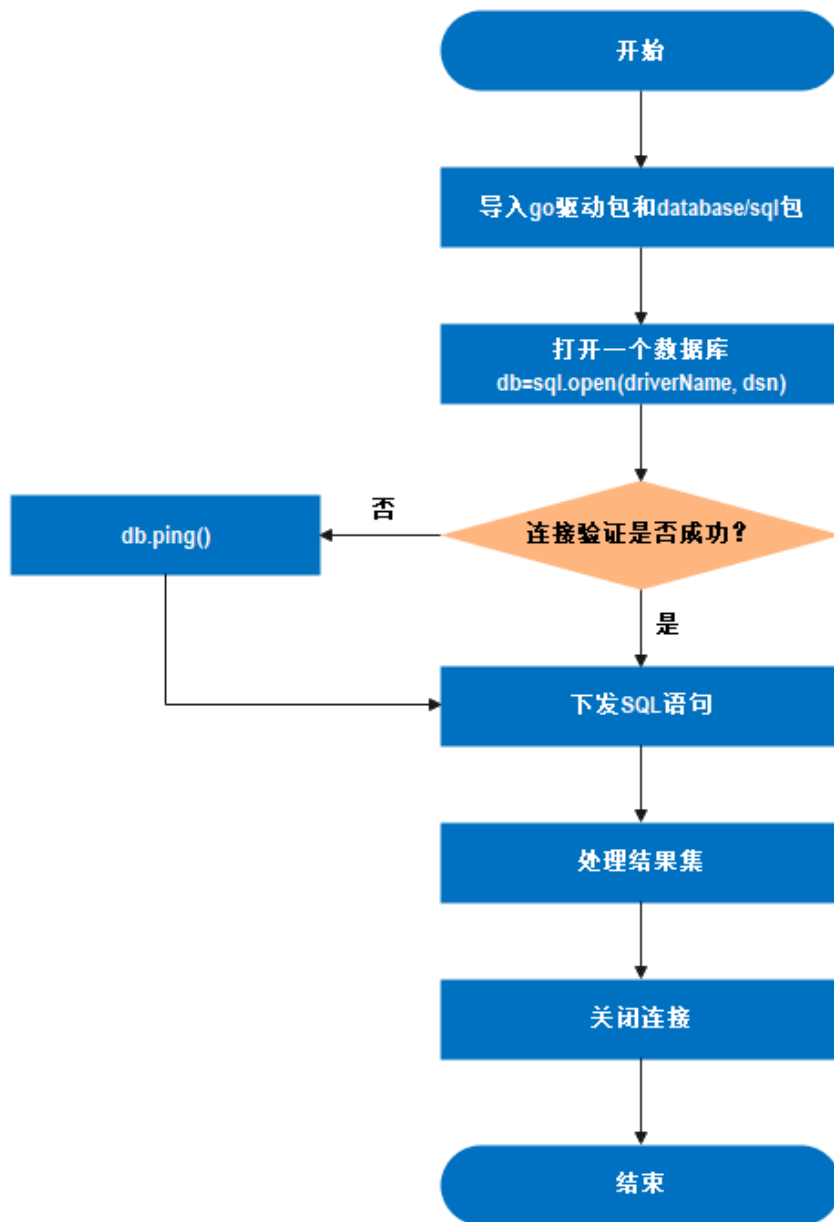 开始
导入go驱动包和database/sql包
打开一个数据库
db=sql.open(driverName, dsn)
连接验证是否成功?
否
db.ping()
是
下发SQL语句
处理结果集
关闭连接
结束